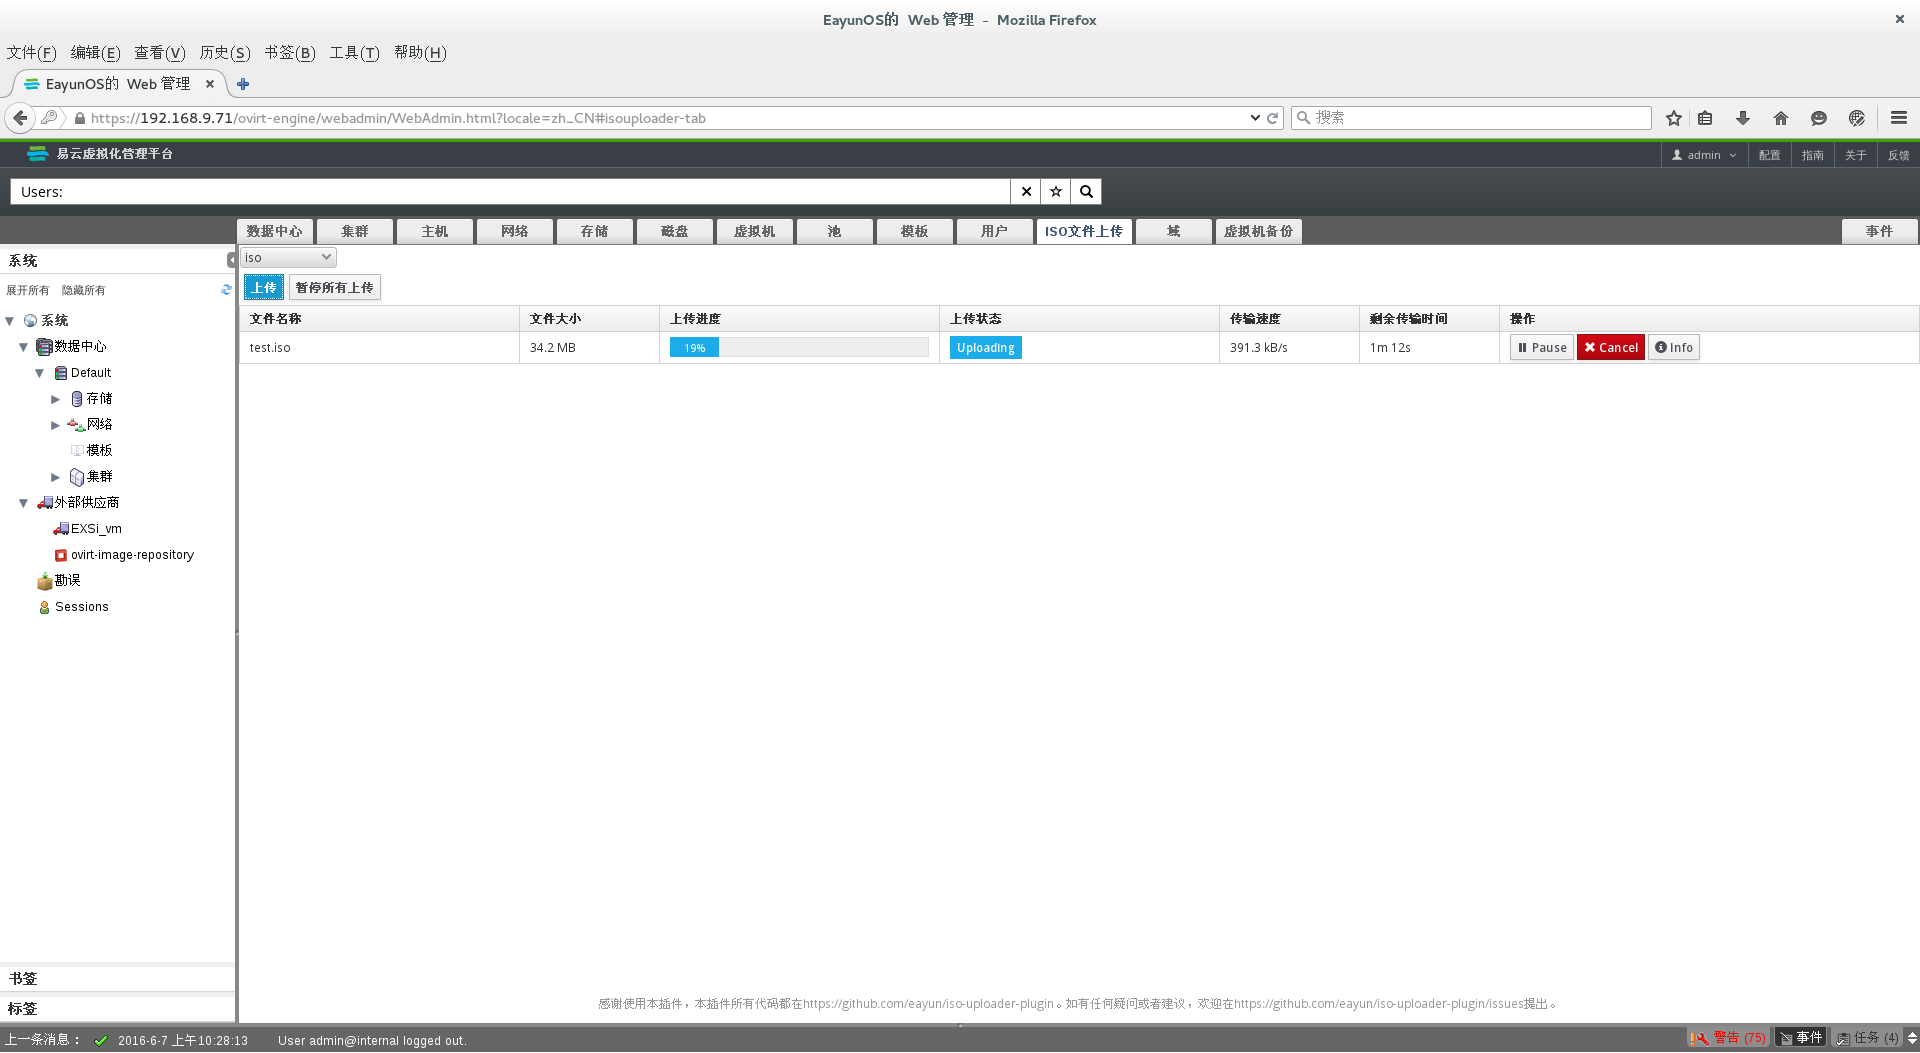 EayunOS的 Web 管理 - Mozilla Firefox
文件(F) 编辑(E) 查看(V) 历史(S) 书签(B) 工具(T) 帮助(H)
EayunOS的 Web 管理
https://192.168.9.71/ovirt-engine/webadmin/WebAdmin.html?locale=zh_CN#isouploader-tab 搜索
易云虚拟化管理平台 admin 配置 指南 关于 反馈
Users:
数据中心 集群 主机 网络 存储 磁盘 虚拟机 池 模板 用户 ISO文件上传 域 虚拟机备份 事件
系统
iso
展开所有 隐藏所有
上传 暂停所有上传
文件名称 文件大小 上传进度 上传状态 传输速度 剩余传输时间 操作
test.iso 34.2 MB 19% Uploading 391.3 kB/s 1m 12s Pause Cancel Info
系统
数据中心
Default
存储
网络
模板
集群
外部供应商
EXSi_vm
ovirt-image-repository
勘误
Sessions
书签
标签
感谢使用本插件，本插件所有代码都在https://github.com/eayun/iso-uploader-plugin。如有任何疑问或者建议，欢迎在https://github.com/eayun/iso-uploader-plugin/issues提出。
上一条消息： 2016-6-7 上午10:28:13 User admin@internal logged out. 警告 (75) 事件 任务 (4)